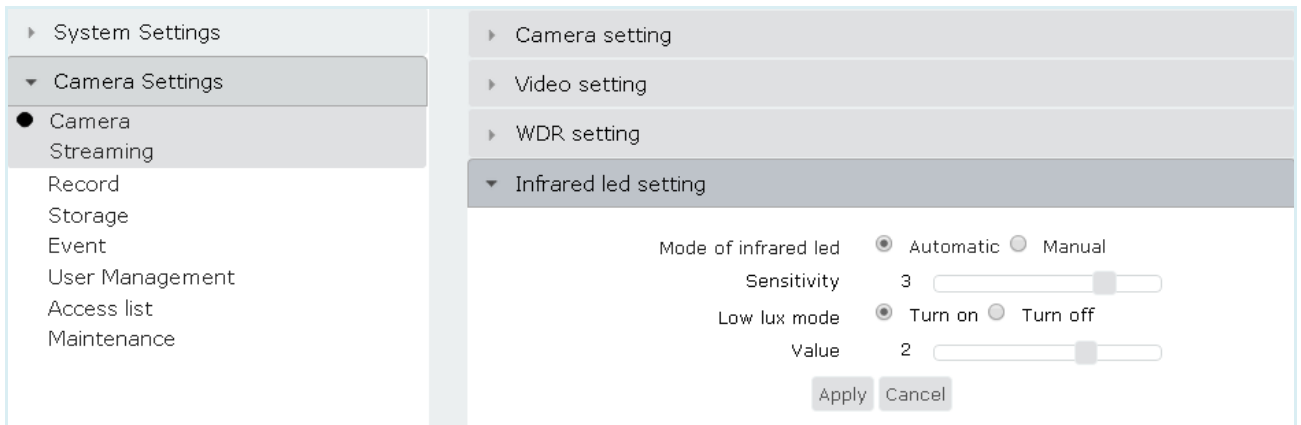 System Settings
Camera Settings
Camera
Streaming
Record
Storage
Event
User Management
Access list
Maintenance
Camera setting
Video setting
WDR setting
Infrared led setting
Mode of infrared led Automatic Manual
Sensitivity 3
Low lux mode Turn on Turn off
Value 2
Apply Cancel